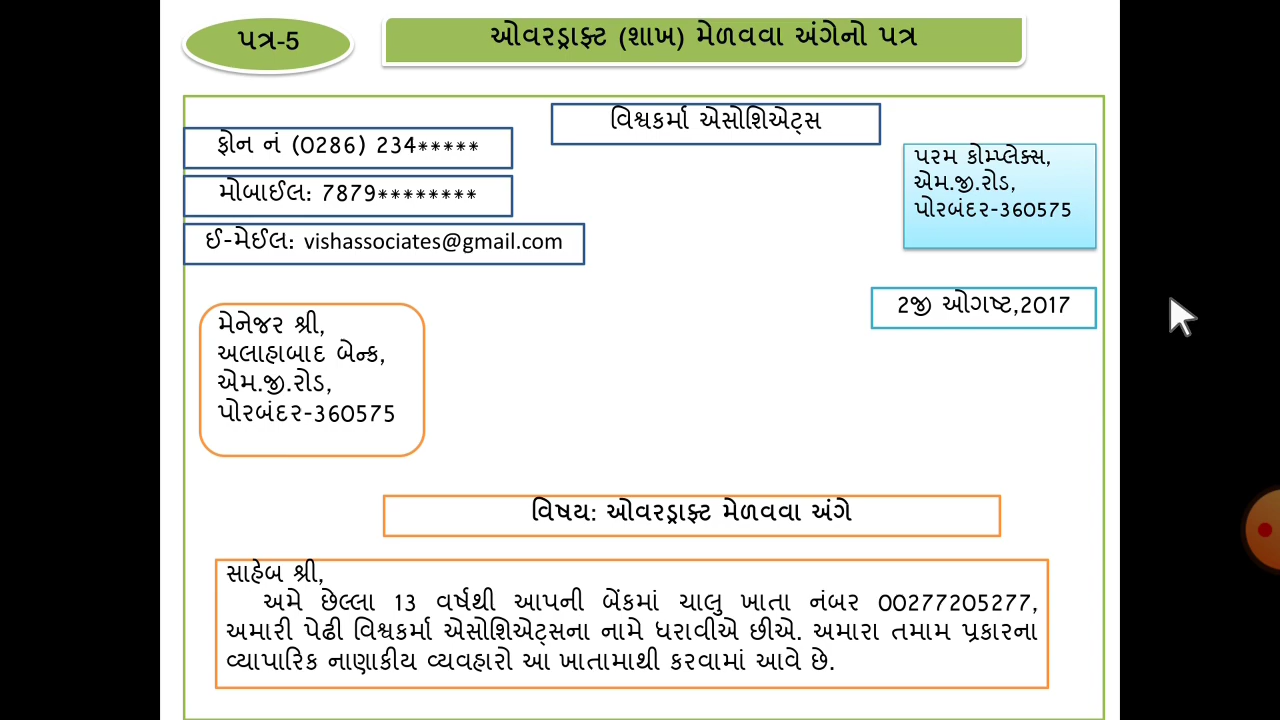 પત્ર-5
ઓવરડ્રાફ્ટ (શાખ) મેળવવા અંગેનો પત્ર
વિશ્વકર્મા એસોશિએટ્સ
ફોન નં (0286) 234*****
મોબાઈલ: 7879********
ઈ-મેઈલ: vishassociates@gmail.com
પરમ કોમ્પ્લેક્સ,
એમ.જી.રોડ,
પોરબંદર-360575
2જી ઓગષ્ટ,2017
મેનેજર શ્રી,
અલાહાબાદ બેન્ક,
એમ.જી.રોડ,
પોરબંદર-360575
વિષય: ઓવરડ્રાફ્ટ મેળવવા અંગે
સાહેબ શ્રી,
અમે છેલ્લા 13 વર્ષથી આપની બેંકમાં ચાલુ ખાતા નંબર 00277205277,
અમારી પેઢી વિશ્વકર્મા એસોશિએટ્સના નામે ધરાવીએ છીએ. અમારા તમામ પ્રકારના
વ્યાપારિક નાણાકીય વ્યવહારો આ ખાતામાથી કરવામાં આવે છે.